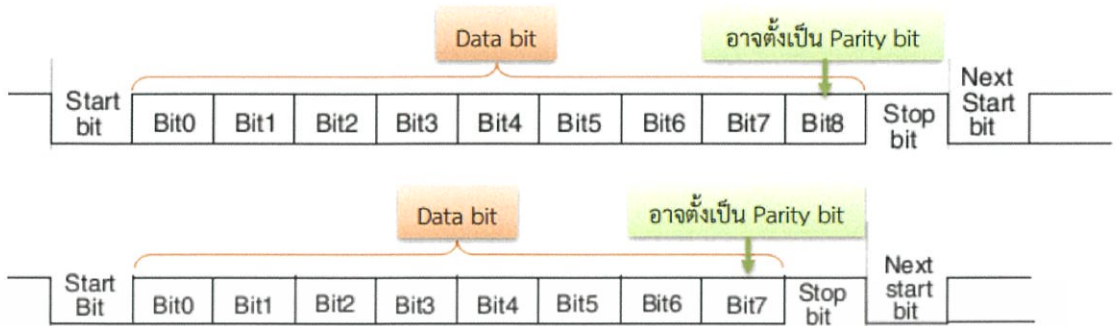 Data bit
อาจตั้งเป็น Parity bit
Start bit
Bit0 Bit1 Bit2 Bit3 Bit4 Bit5 Bit6 Bit7 Bit8
Stop bit
Next Start bit
Data bit
อาจตั้งเป็น Parity bit
Start Bit
Bit0 Bit1 Bit2 Bit3 Bit4 Bit5 Bit6 Bit7
Stop bit
Next start bit